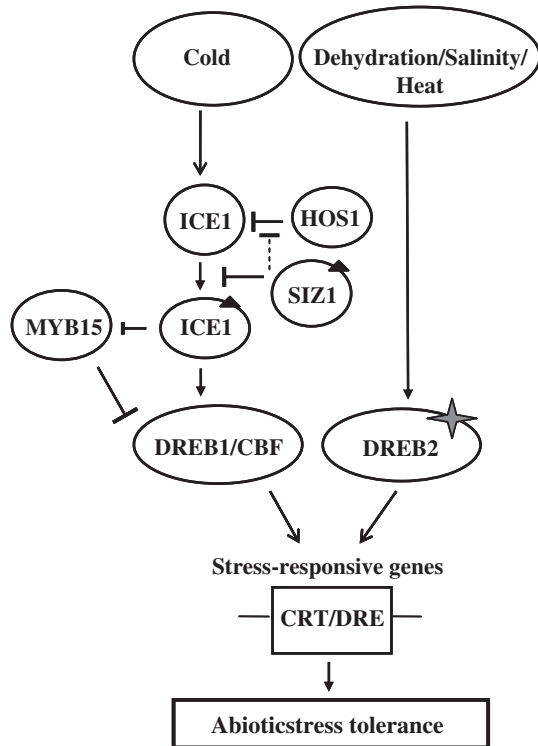 Cold
Dehydration/Salinity/
Heat
ICE1
HOS1
SIZ1
MYB15
ICE1
DREB1/CBF
DREB2
Stress-responsive genes
CRT/DRE
Abioticstress tolerance